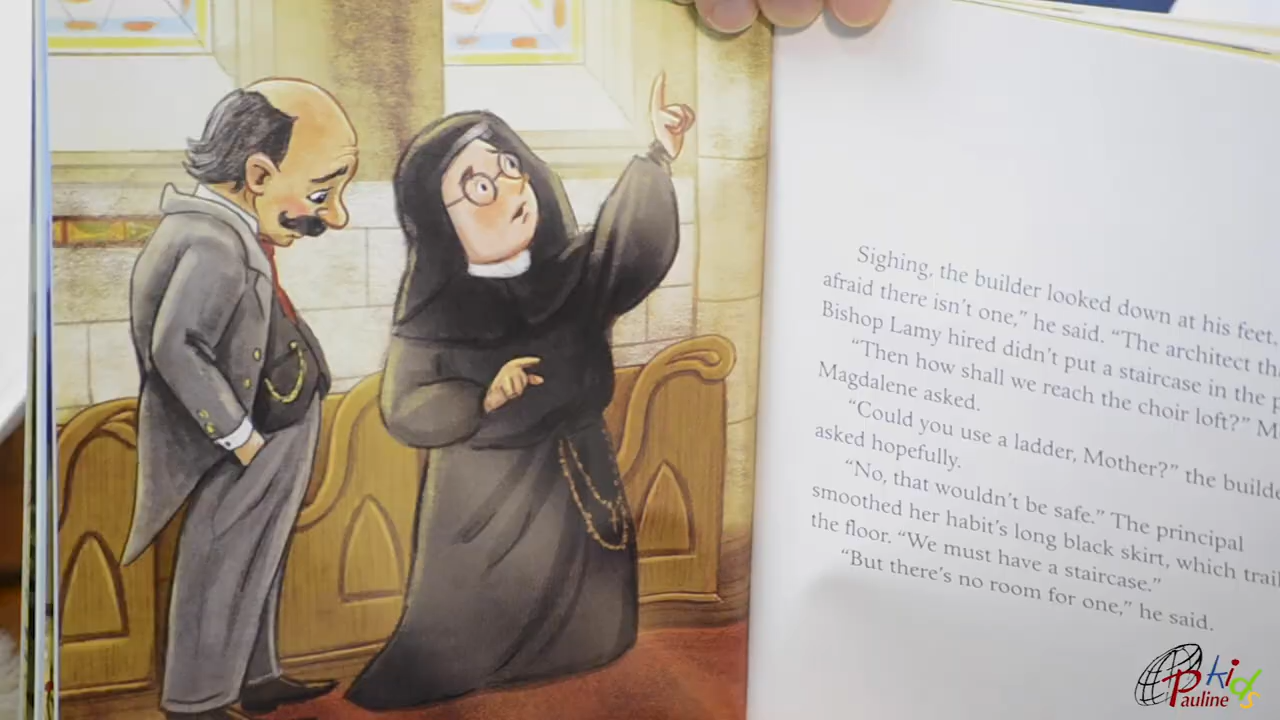 Sighing, the builder looked down at his feet,
afraid there isn't one," he said. "The architect
Bishop Lamy hired didn't put a staircase in the
"Then how shall we reach the choir loft?"
Magdalene asked.
"Could you use a ladder, Mother?" the
asked hopefully.
"No, that wouldn't be safe." The principal
smoothed her habit's long black skirt, which
the floor. "We must have a staircase."
"But there's no room for one," he said.
Pauline
kids